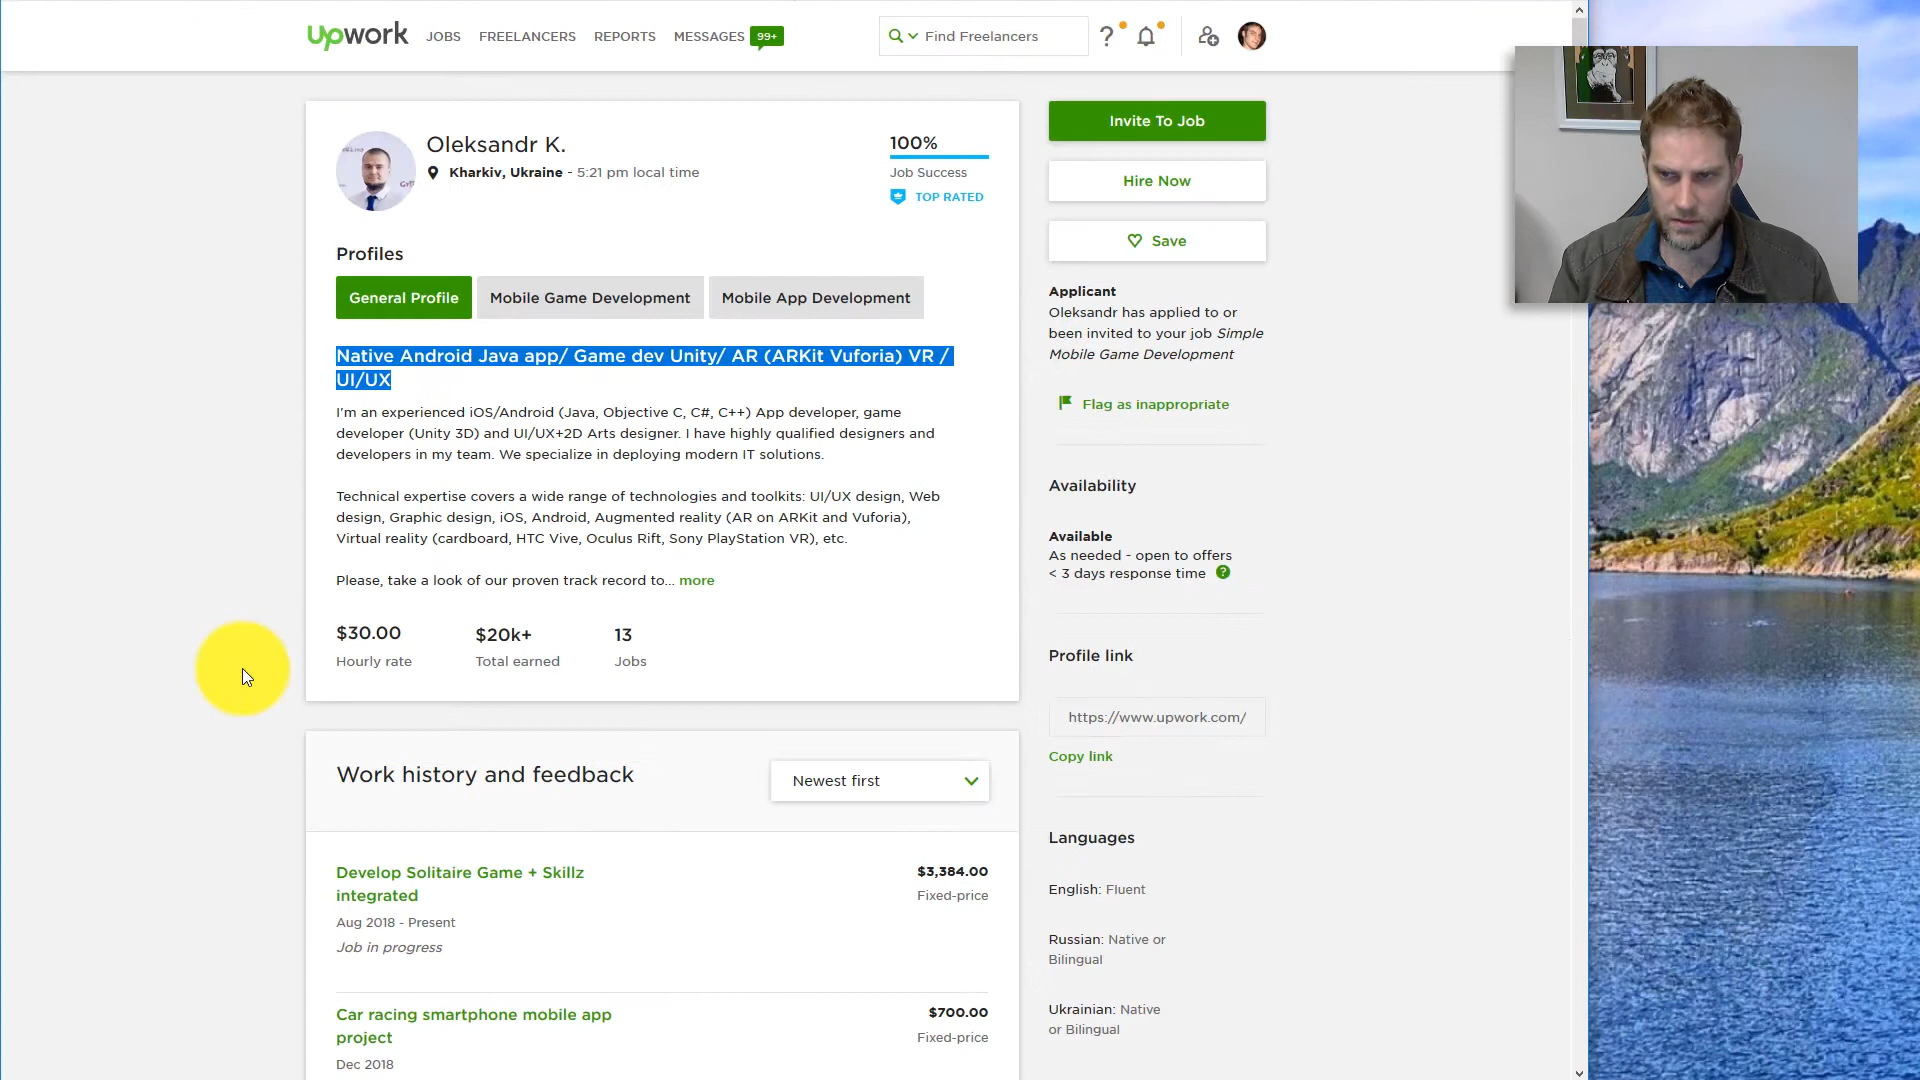 Upwork JOBS FREELANCERS REPORTS MESSAGES 99+ Find Freelancers ?
Oleksandr K.
Kharkiv, Ukraine - 5:21 pm local time
100%
Job Success
TOP RATED
Profiles
General Profile Mobile Game Development Mobile App Development
Native Android Java app/ Game dev Unity/ AR (ARKit Vuforia) VR /
UI/UX
I'm an experienced iOS/Android (Java, Objective C, C#, C++) App developer, game
developer (Unity 3D) and UI/UX+2D Arts designer. I have highly qualified designers and
developers in my team. We specialize in deploying modern IT solutions.
Technical expertise covers a wide range of technologies and toolkits: UI/UX design, Web
design, Graphic design, iOS, Android, Augmented reality (AR on ARKit and Vuforia),
Virtual reality (cardboard, HTC Vive, Oculus Rift, Sony PlayStation VR), etc.
Please, take a look of our proven track record to... more
$30.00 $20k+ 13
Hourly rate Total earned Jobs
Work history and feedback
Newest first
Develop Solitaire Game + Skillz
integrated
$3,384.00
Fixed-price
Aug 2018 - Present
Job in progress
Car racing smartphone mobile app
project
$700.00
Fixed-price
Dec 2018
Invite To Job
Hire Now
Save
Applicant
Oleksandr has applied to or
been invited to your job Simple
Mobile Game Development
Flag as inappropriate
Availability
Available
As needed - open to offers
< 3 days response time ?
Profile link
https://www.upwork.com/
Copy link
Languages
English: Fluent
Russian: Native or
Bilingual
Ukrainian: Native
or Bilingual